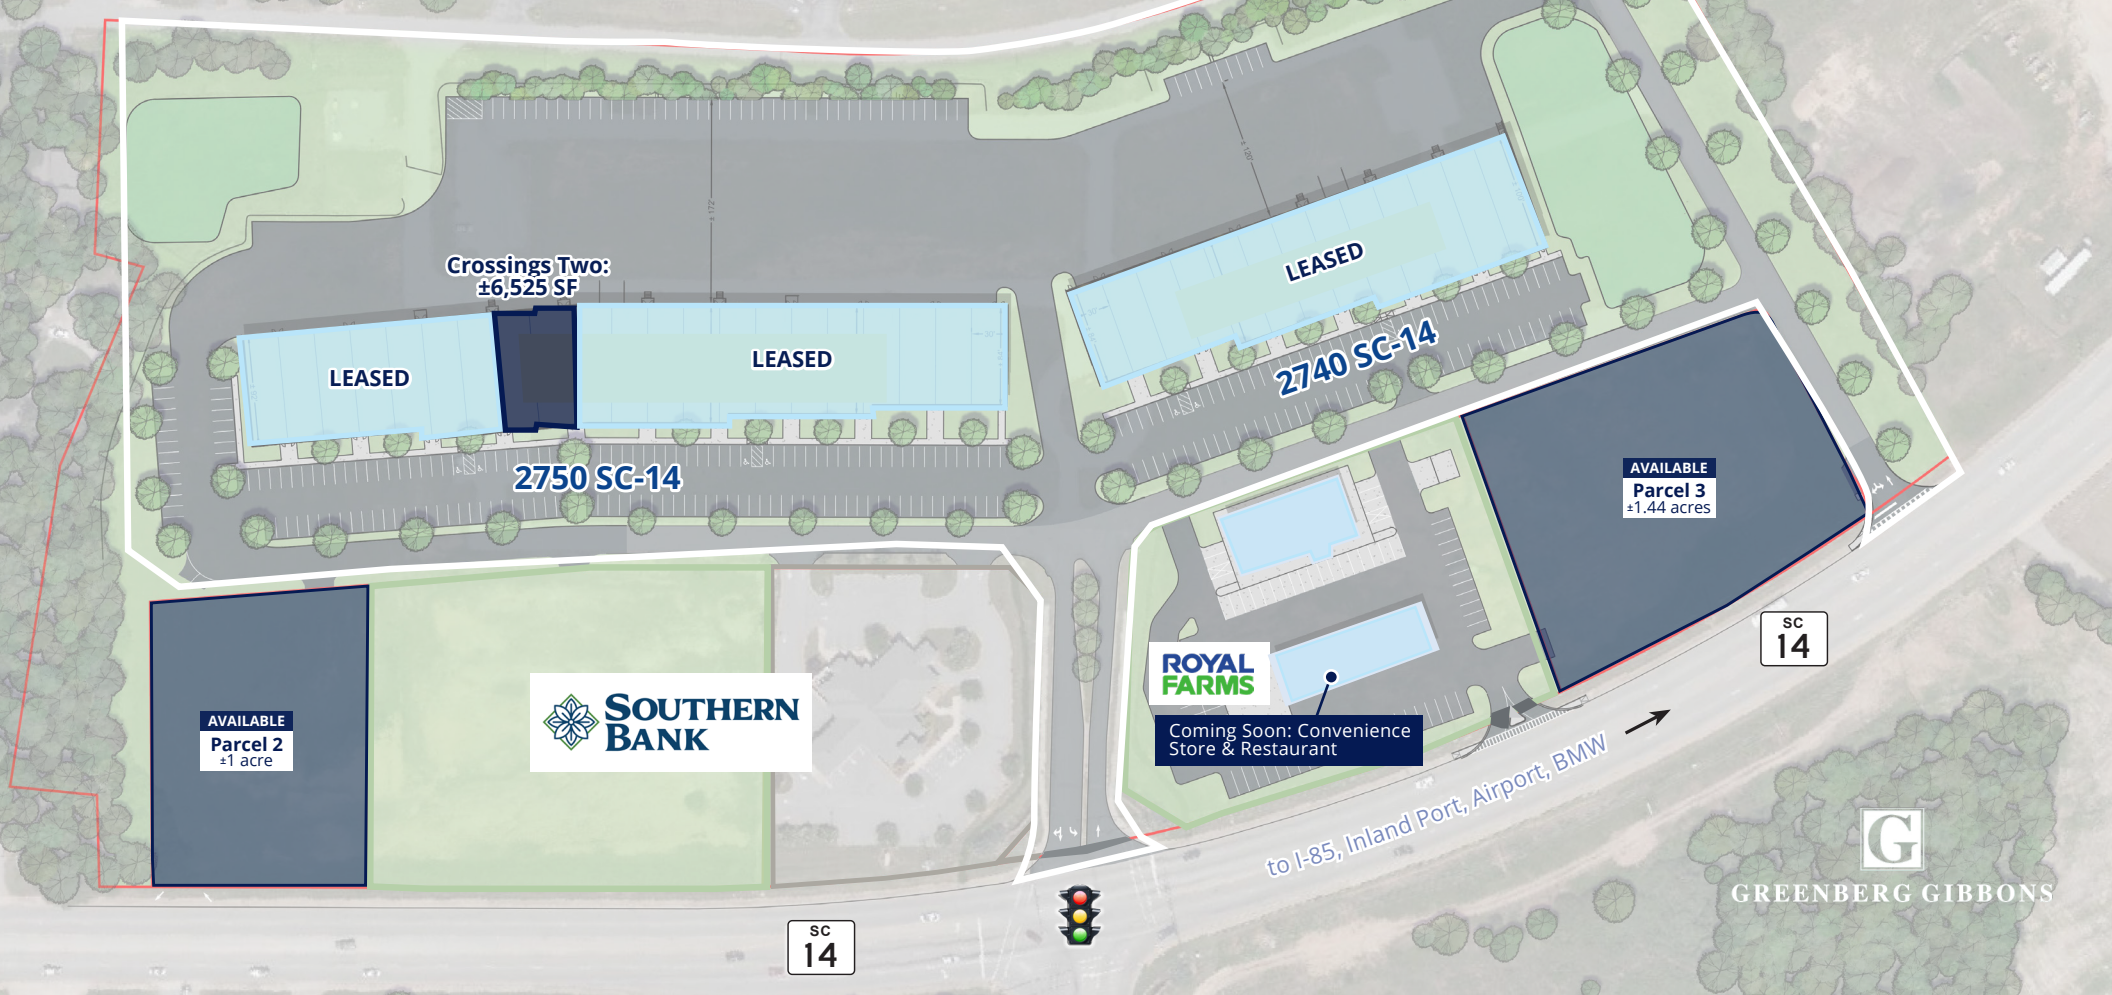 Crossings Two:
±6,525 SF
LEASED
LEASED
LEASED
± 172'
± 120'
2750 SC-14
2740 SC-14
AVAILABLE
Parcel 3
±1.44 acres
SC
14
AVAILABLE
Parcel 2
±1 acre
SOUTHERN
BANK
ROYAL
FARMS
Coming Soon: Convenience
Store & Restaurant
to I-85, Inland Port, Airport, BMW
G
GREENBERG GIBBONS
SC
14